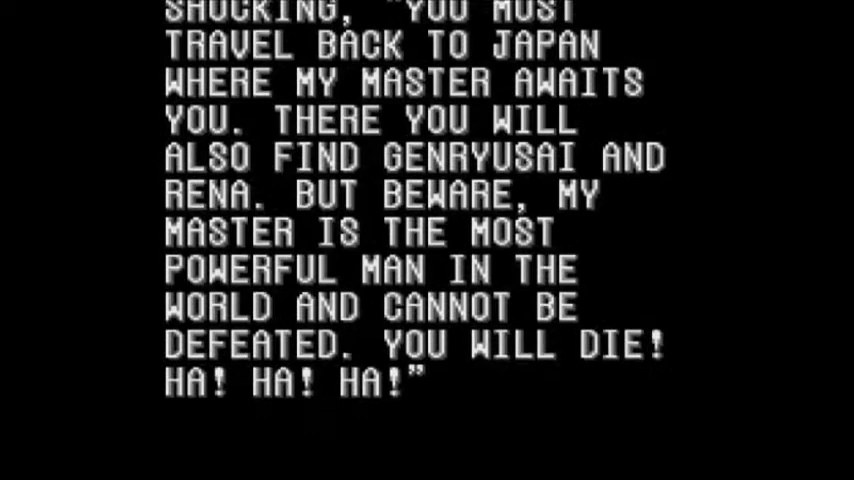 SHOCKING, "YOU MUST
TRAVEL BACK TO JAPAN
WHERE MY MASTER AWAITS
YOU. THERE YOU WILL
ALSO FIND GENRYUSAI AND
RENA. BUT BEWARE, MY
MASTER IS THE MOST
POWERFUL MAN IN THE
WORLD AND CANNOT BE
DEFEATED. YOU WILL DIE!
HA! HA! HA!”